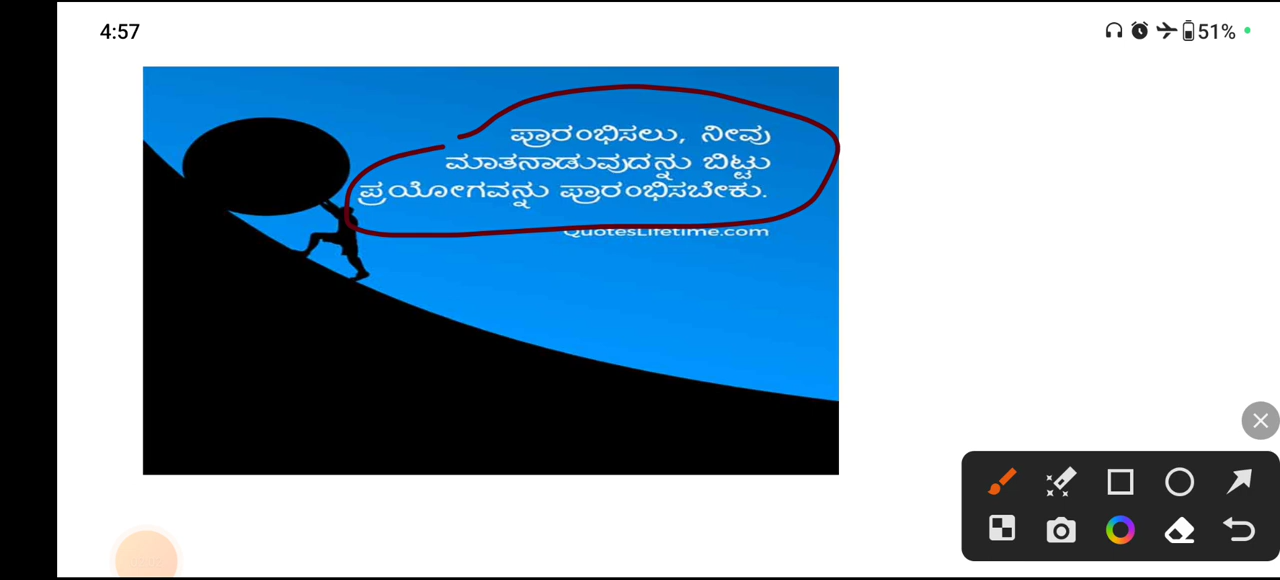 4:57
51%
ಪ್ರಾರಂಭಿಸಲು, ನೀವು
ಮಾತನಾಡುವುದನ್ನು ಬಿಟ್ಟು
ಪ್ರಯೋಗವನ್ನು ಪ್ರಾರಂಭಿಸಬೇಕು.
QuotesLifetime.com